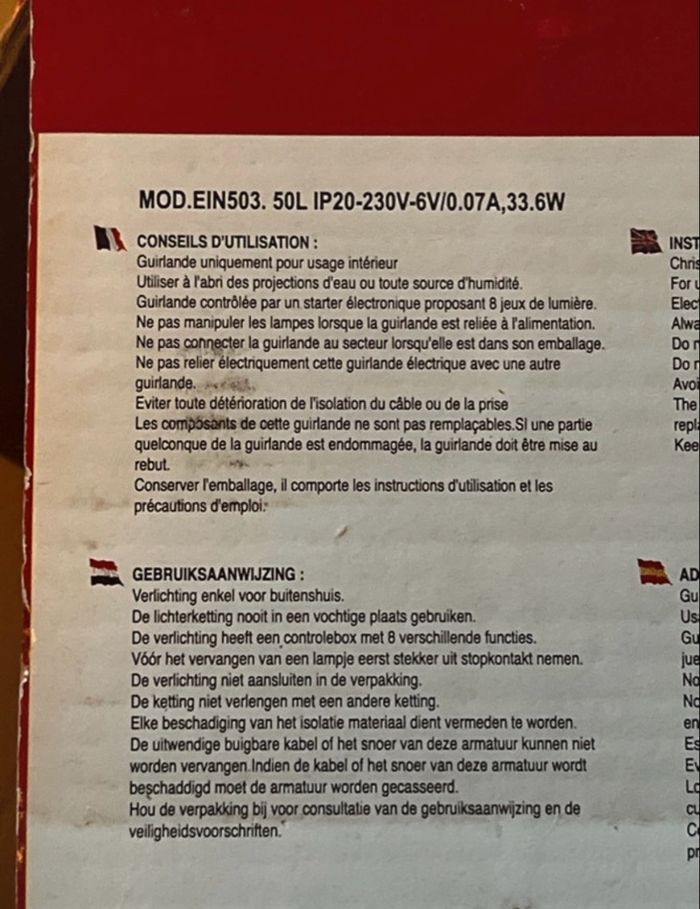 MOD.EIN503. 50L IP20-230V-6V/0.07A,33.6W
CONSEILS D'UTILISATION :
Guirlande uniquement pour usage intérieur
Utiliser à l'abri des projections d'eau ou toute source d'humidité.
Guirlande contrôlée par un starter électronique proposant 8 jeux de lumière.
Ne pas manipuler les lampes lorsque la guirlande est reliée à l'alimentation.
Ne pas connecter la guirlande au secteur lorsqu'elle est dans son emballage.
Ne pas relier électriquement cette guirlande électrique avec une autre
guirlande.
Eviter toute détérioration de l'isolation du câble ou de la prise
Les composants de cette guirlande ne sont pas remplaçables.SI une partie
quelconque de la guirlande est endommagée, la guirlande doit être mise au
rebut.
Conserver l'emballage, il comporte les instructions d'utilisation et les
précautions d'emploi.
INST
Chris
For u
Elect
Alwa
Do n
Do n
Avoi
The
repla
Kee
GEBRUIKSAANWIJZING :
Verlichting enkel voor buitenshuis.
De lichterketting nooit in een vochtige plaats gebruiken.
De verlichting heeft een controlebox met 8 verschillende functies.
Vóór het vervangen van een lampje eerst stekker uit stopkontakt nemen.
De verlichting niet aansluiten in de verpakking.
De ketting niet verlengen met een andere ketting.
Elke beschadiging van het isolatie materiaal dient vermeden te worden.
De uitwendige buigbare kabel of het snoer van deze armatuur kunnen niet
worden vervangen.Indien de kabel of het snoer van deze armatuur wordt
beschaddigd moet de armatuur worden gecasseerd.
Hou de verpakking bij voor consultatie van de gebruiksaanwijzing en de
veiligheidsvoorschriften.
AD
Gu
Usa
Gu
jue
No
No
en
Es
Ev
Lo
cu
Co
pr